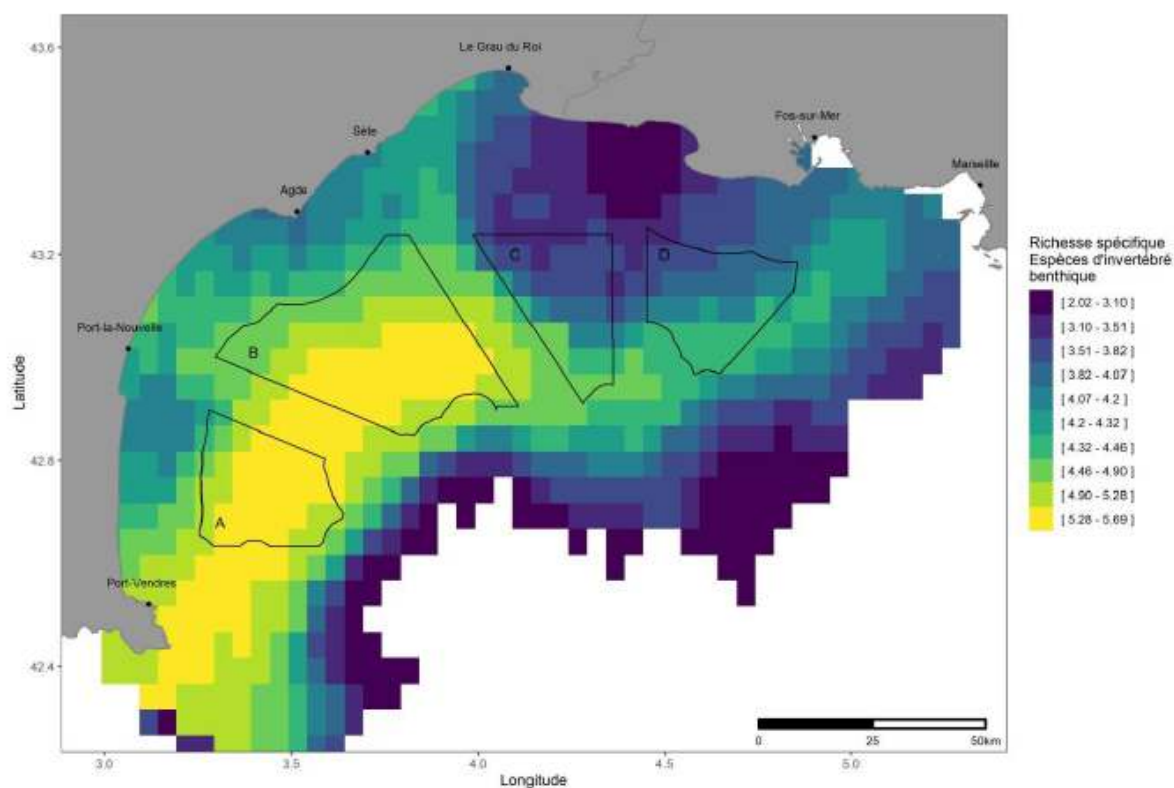 43.6
43.2
42.8
42.4
Latitude
Le Grau du Roi
Sète
Agde
Port-la-Nouvelle
Port-Vendres
Fos-sur-Mer
Marseille
A
B
C
D
0
25
50km
3.0
3.5
4.0
4.5
5.0
Longitude
Richesse spécifique
Espèces d'invertébré
benthique
[ 2.02 - 3.10 ]
[ 3.10 - 3.51 ]
[ 3.51 - 3.82 ]
[ 3.82 - 4.07 ]
[ 4.07 - 4.2 ]
[ 4.2 - 4.32 ]
[ 4.32 - 4.46 ]
[ 4.46 - 4.90 ]
[ 4.90 - 5.28 ]
[ 5.28 - 5.69 ]